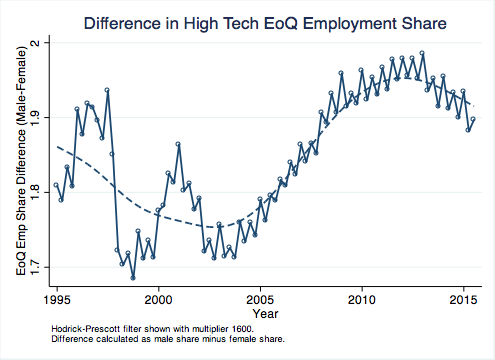 Difference in High Tech EoQ Employment Share
EoQ Emp Share Difference (Male-Female)
2
1.9
1.8
1.7
1995 2000 2005 2010 2015
Year
Hodrick-Prescott filter shown with multiplier 1600.
Difference calculated as male share minus female share.